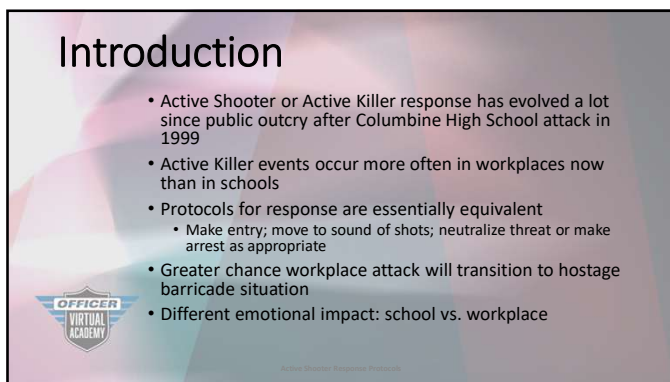 Introduction
• Active Shooter or Active Killer response has evolved a lot
since public outcry after Columbine High School attack in
1999
• Active Killer events occur more often in workplaces now
than in schools
• Protocols for response are essentially equivalent
• Make entry; move to sound of shots; neutralize threat or make
arrest as appropriate
• Greater chance workplace attack will transition to hostage
barricade situation
• Different emotional impact: school vs. workplace
OFFICER
VIRTUAL
ACADEMY
Active Shooter Response Protocols